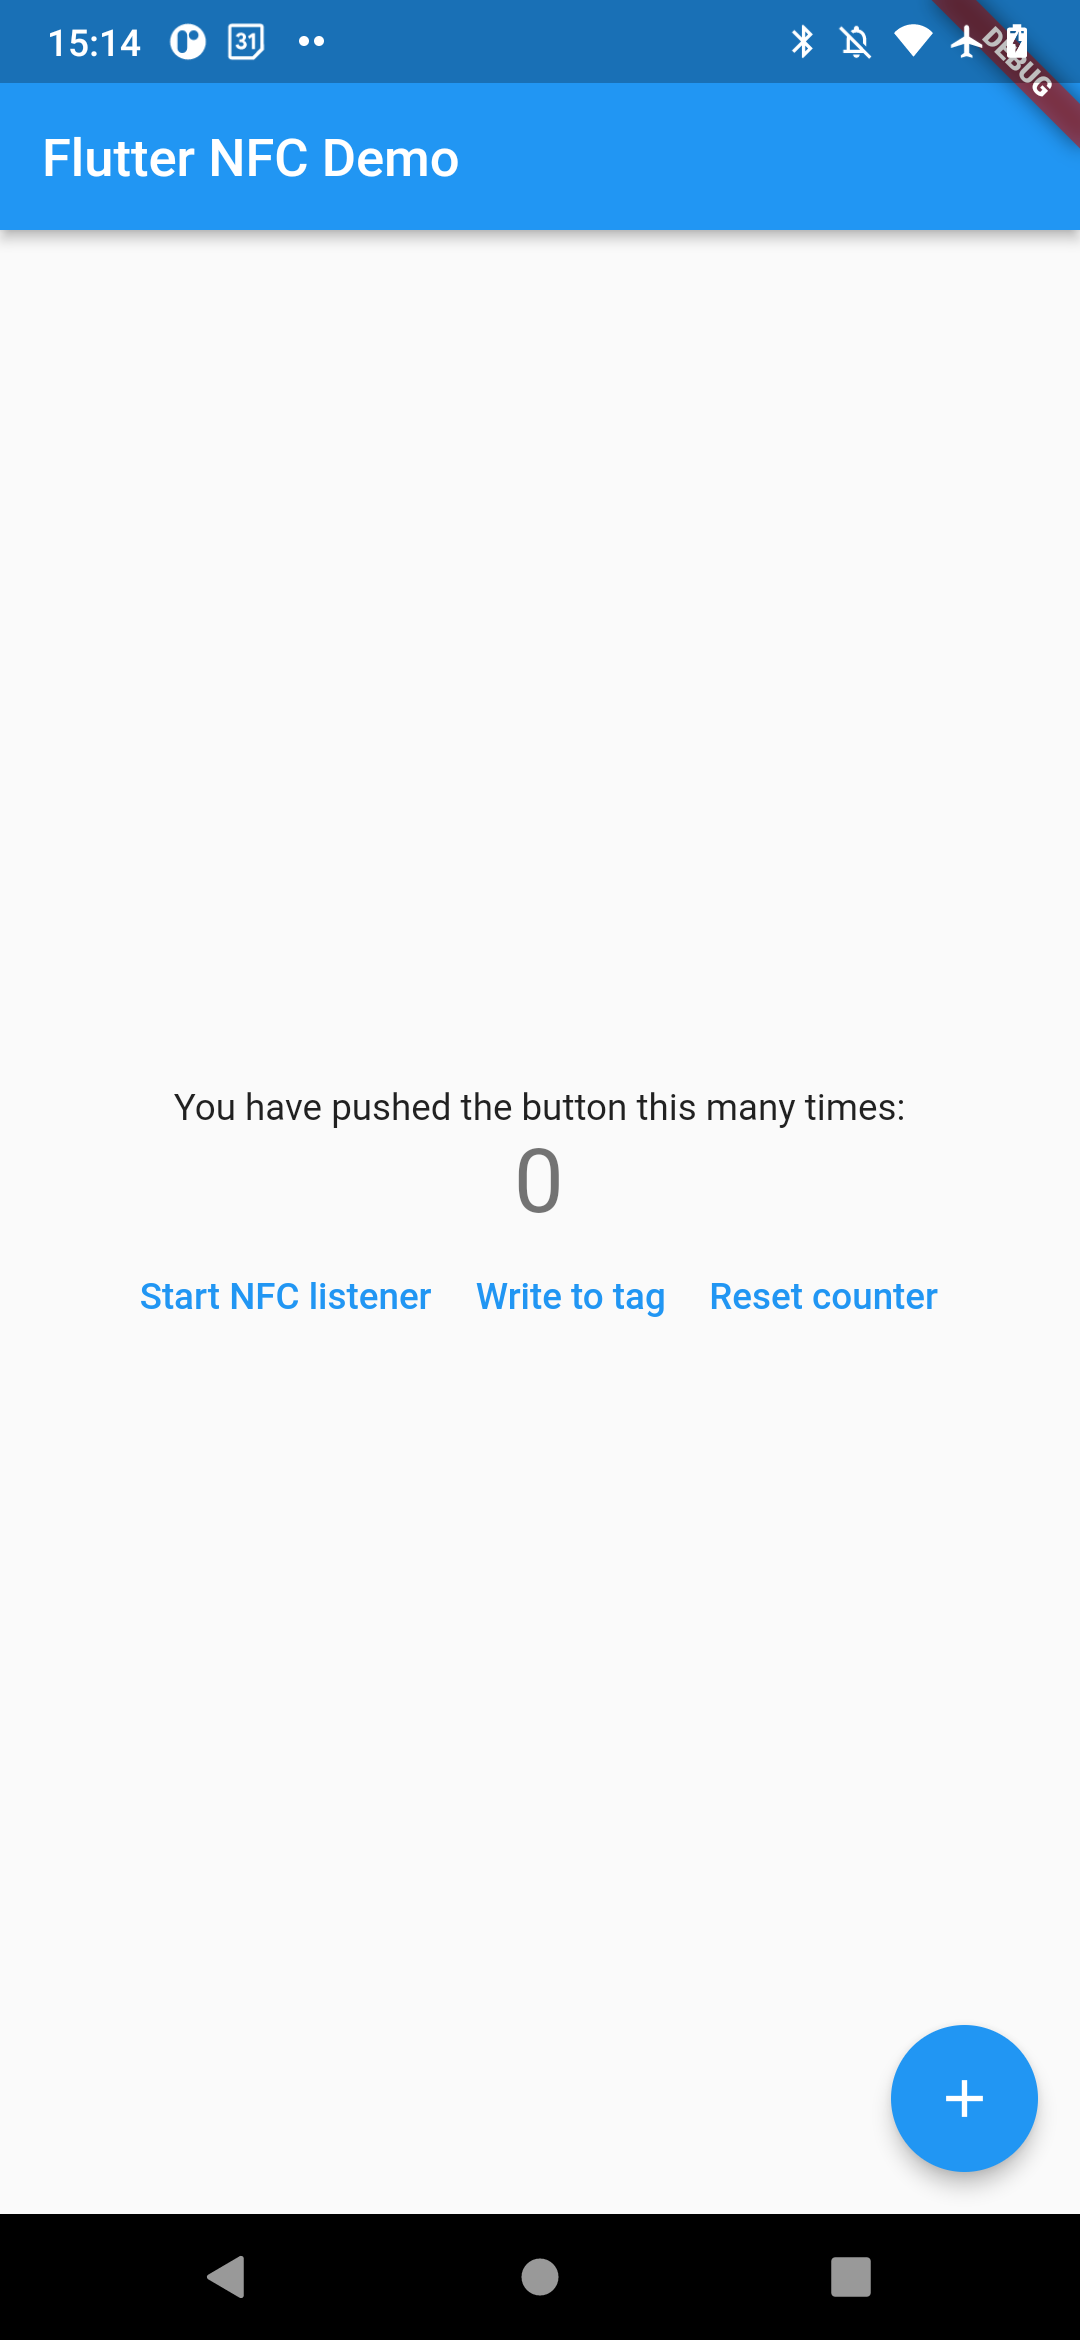 15:14
31
DEBUG
Flutter NFC Demo
You have pushed the button this many times:
0
Start NFC listener Write to tag Reset counter